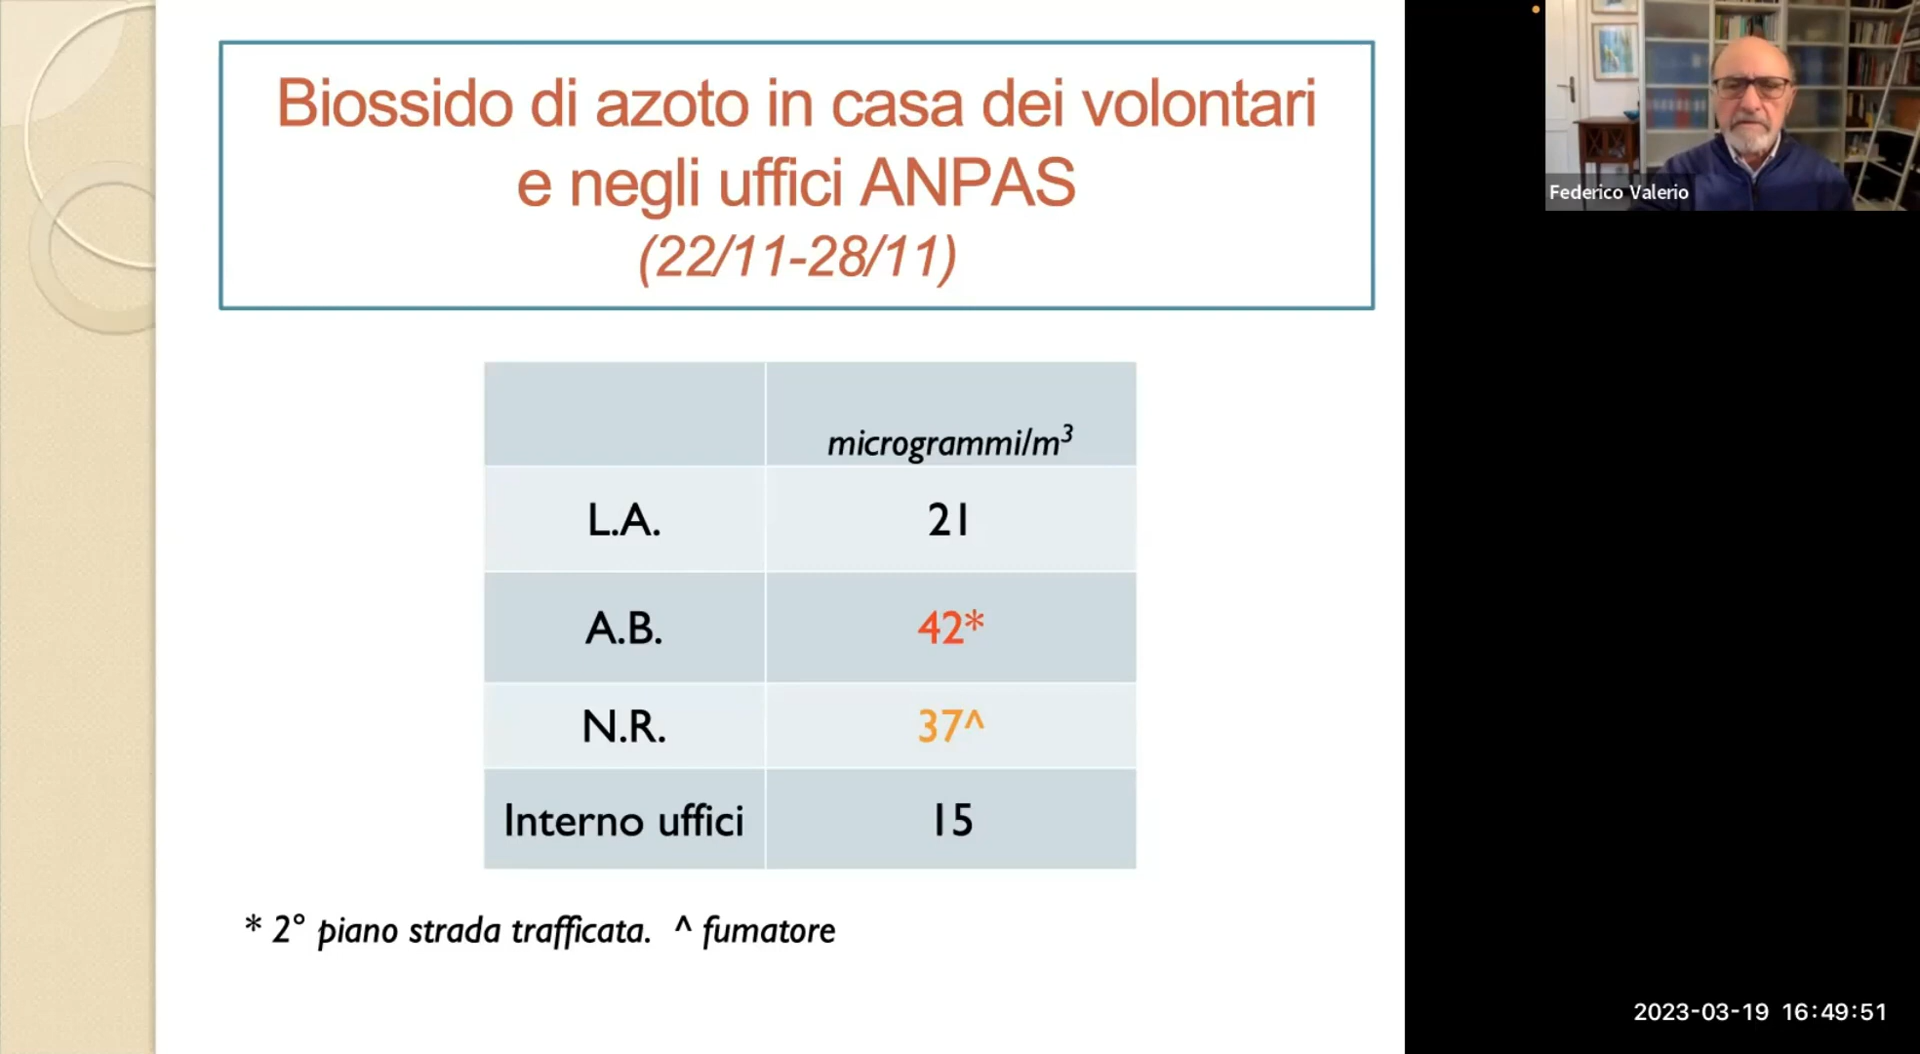 Biossido di azoto in casa dei volontari
e negli uffici ANPAS
(22/11-28/11)
microgrammi/m³
L.A. 21
A.B. 42*
N.R. 37^
Interno uffici 15
* 2° piano strada trafficata. ^ fumatore
Federico Valerio
2023-03-19 16:49:51